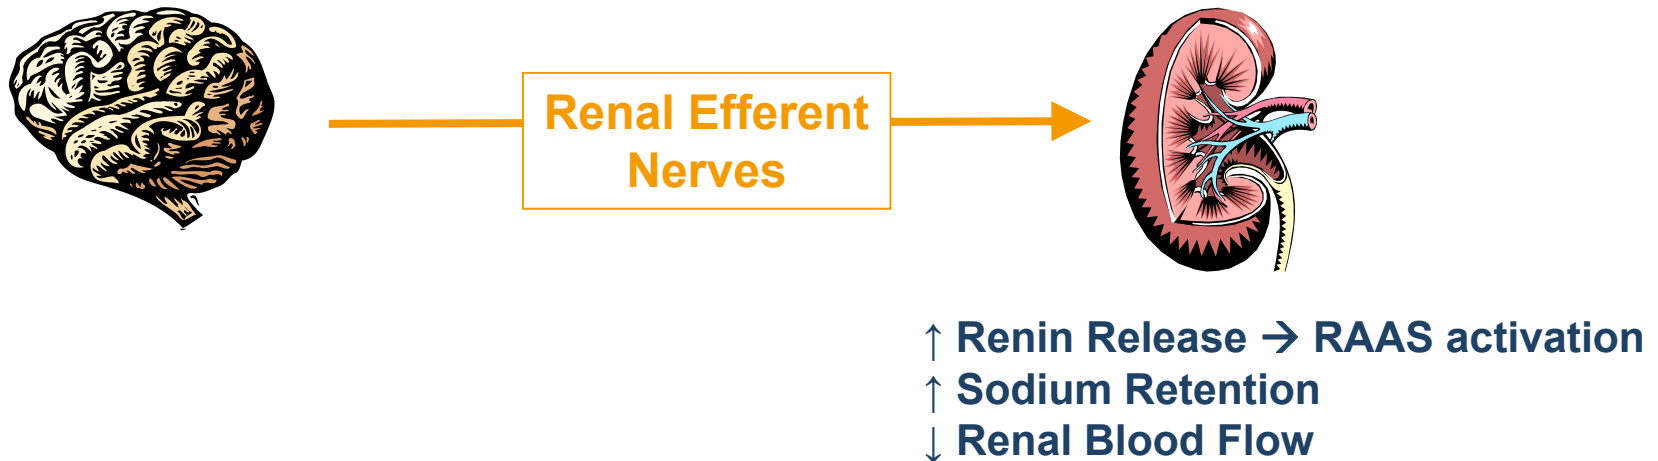 Renal Efferent
Nerves
↑ Renin Release → RAAS activation
↑ Sodium Retention
↓ Renal Blood Flow